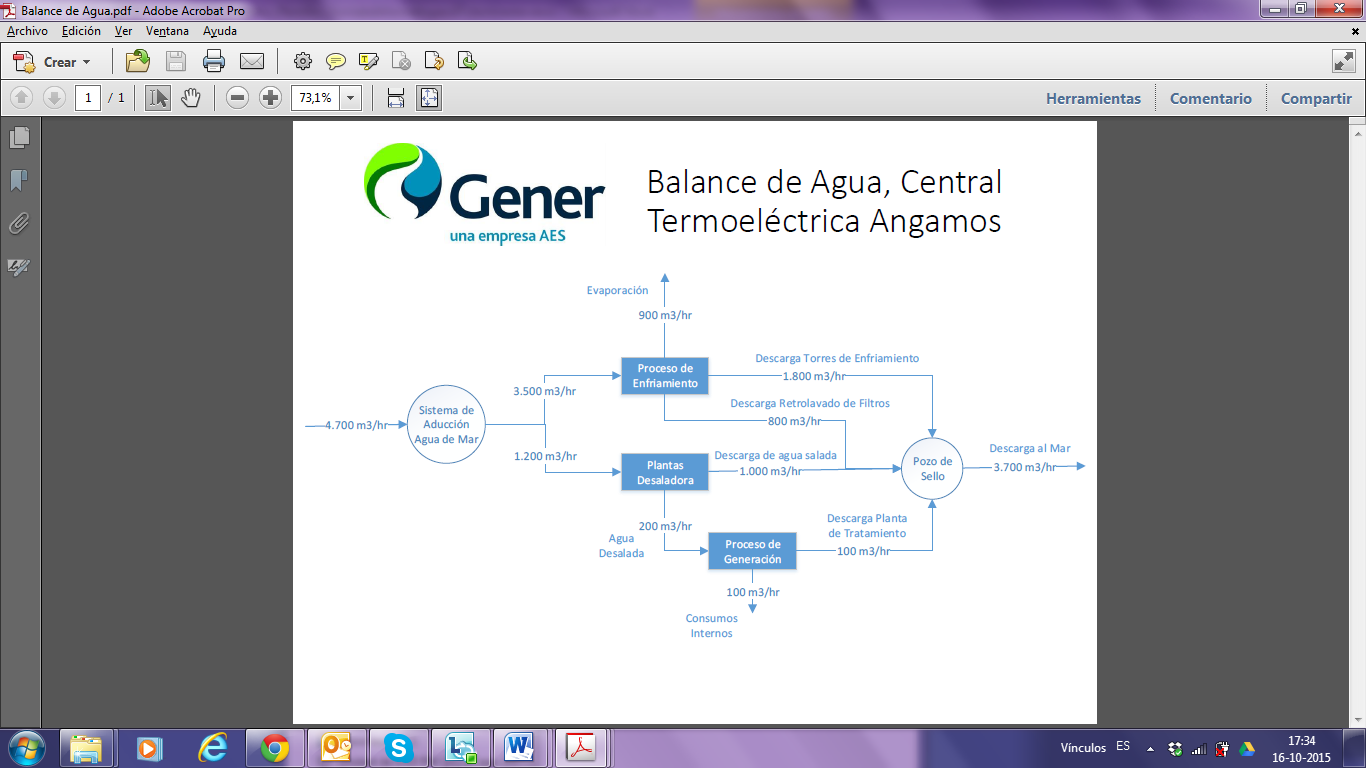 Balance de Agua.pdf - Adobe Acrobat Pro
Archivo Edición Ver Ventana Ayuda
Crear
1 / 1
73,1%
Herramientas Comentario Compartir
Gener
una empresa AES
Balance de Agua, Central
Termoeléctrica Angamos
Evaporación
900 m3/hr
Proceso de
Enfriamiento
Descarga Torres de Enfriamiento
1.800 m3/hr
3.500 m3/hr
Descarga Retrolavado de Filtros
800 m3/hr
4.700 m3/hr
Sistema de
Aducción
Agua de Mar
1.200 m3/hr
Plantas
Desaladora
Descarga de agua salada
1.000 m3/hr
Pozo de
Sello
Descarga al Mar
3.700 m3/hr
200 m3/hr
Agua
Desalada
Proceso de
Generación
Descarga Planta
de Tratamiento
100 m3/hr
100 m3/hr
Consumos
Internos
Vínculos ES
17:34
16-10-2015